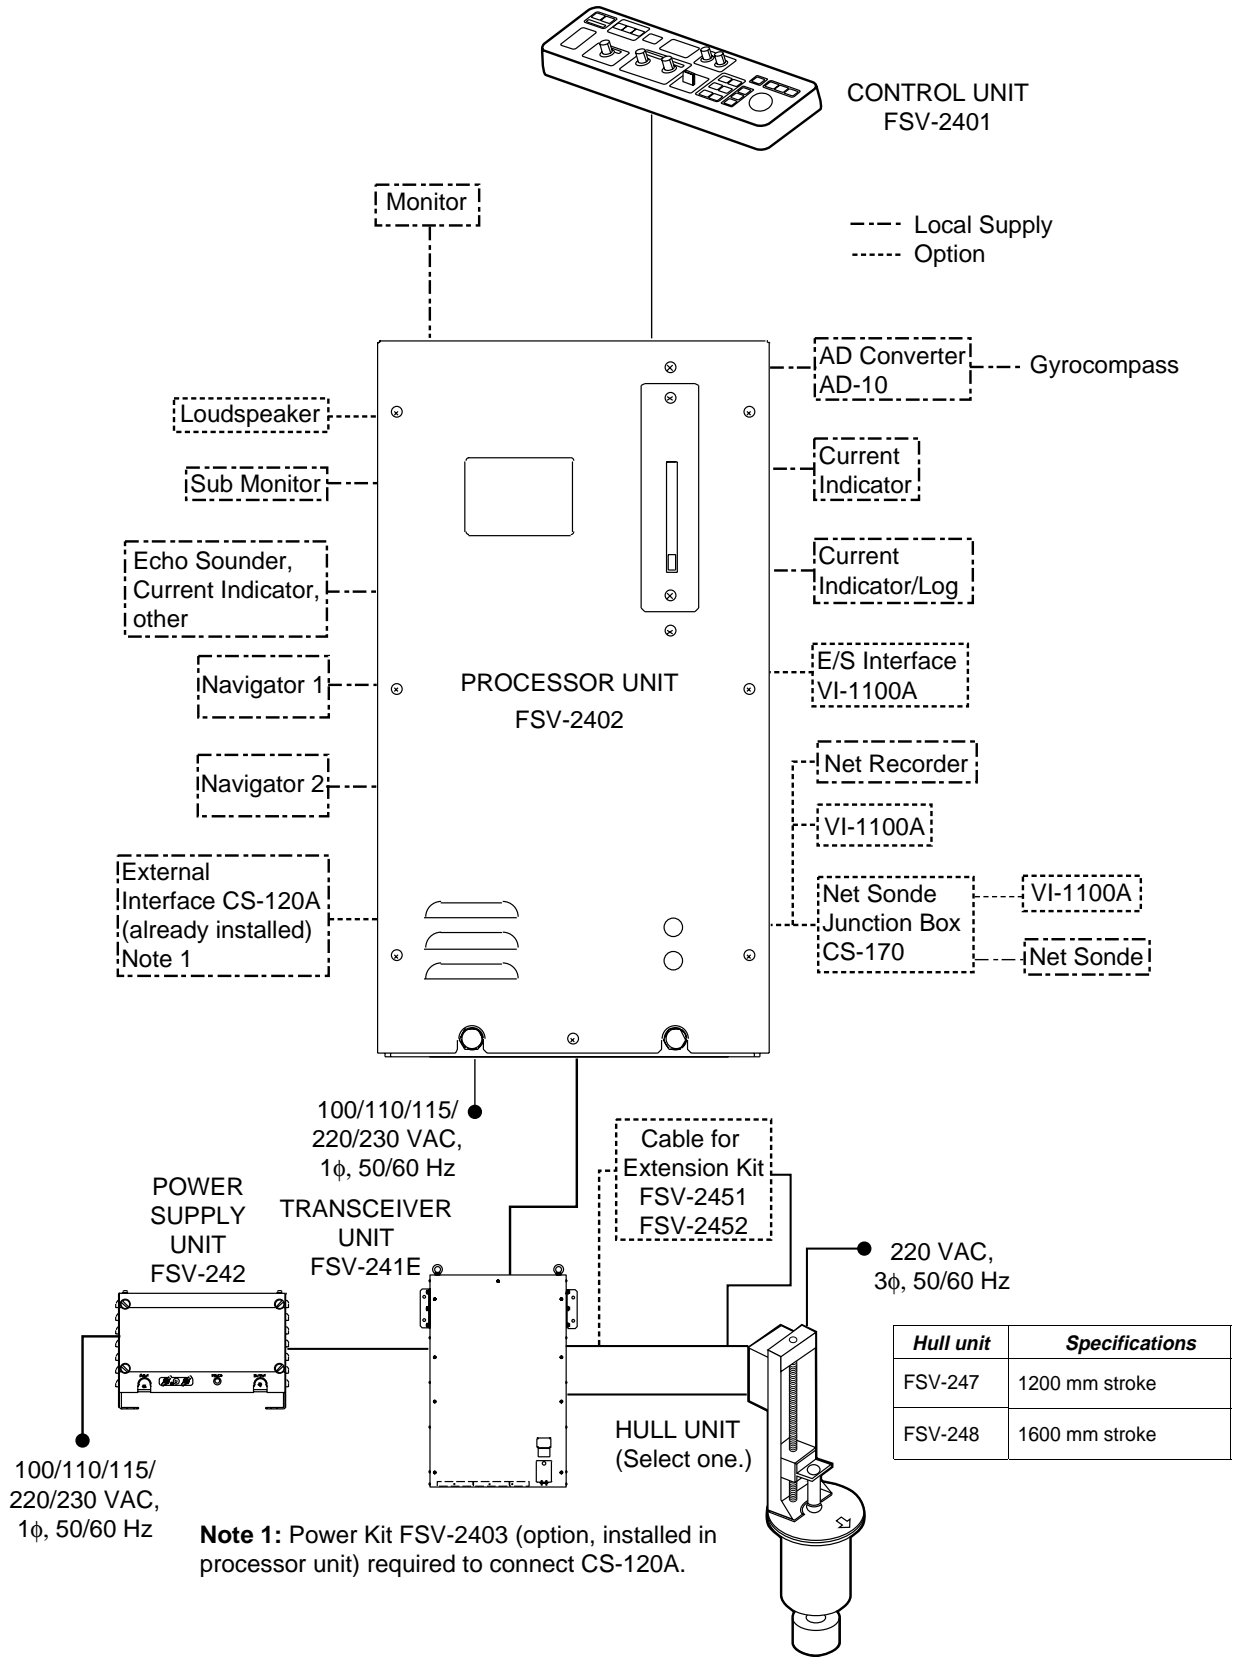 CONTROL UNIT
FSV-2401
Monitor
Local Supply
Option
AD Converter
AD-10
Gyrocompass
Loudspeaker
Current
Indicator
Sub Monitor
Echo Sounder,
Current Indicator,
other
Current
Indicator/Log
E/S Interface
VI-1100A
Navigator 1
PROCESSOR UNIT
FSV-2402
Net Recorder
Navigator 2
VI-1100A
External
Interface CS-120A
(already installed)
Note 1
Net Sonde
Junction Box
CS-170
VI-1100A
Net Sonde
100/110/115/
220/230 VAC,
1ϕ, 50/60 Hz
Cable for
Extension Kit
FSV-2451
FSV-2452
POWER
SUPPLY
UNIT
FSV-242
TRANSCEIVER
UNIT
FSV-241E
220 VAC,
3ϕ, 50/60 Hz
Hull unit Specifications
FSV-247 1200 mm stroke
FSV-248 1600 mm stroke
HULL UNIT
(Select one.)
100/110/115/
220/230 VAC,
1ϕ, 50/60 Hz
Note 1: Power Kit FSV-2403 (option, installed in
processor unit) required to connect CS-120A.